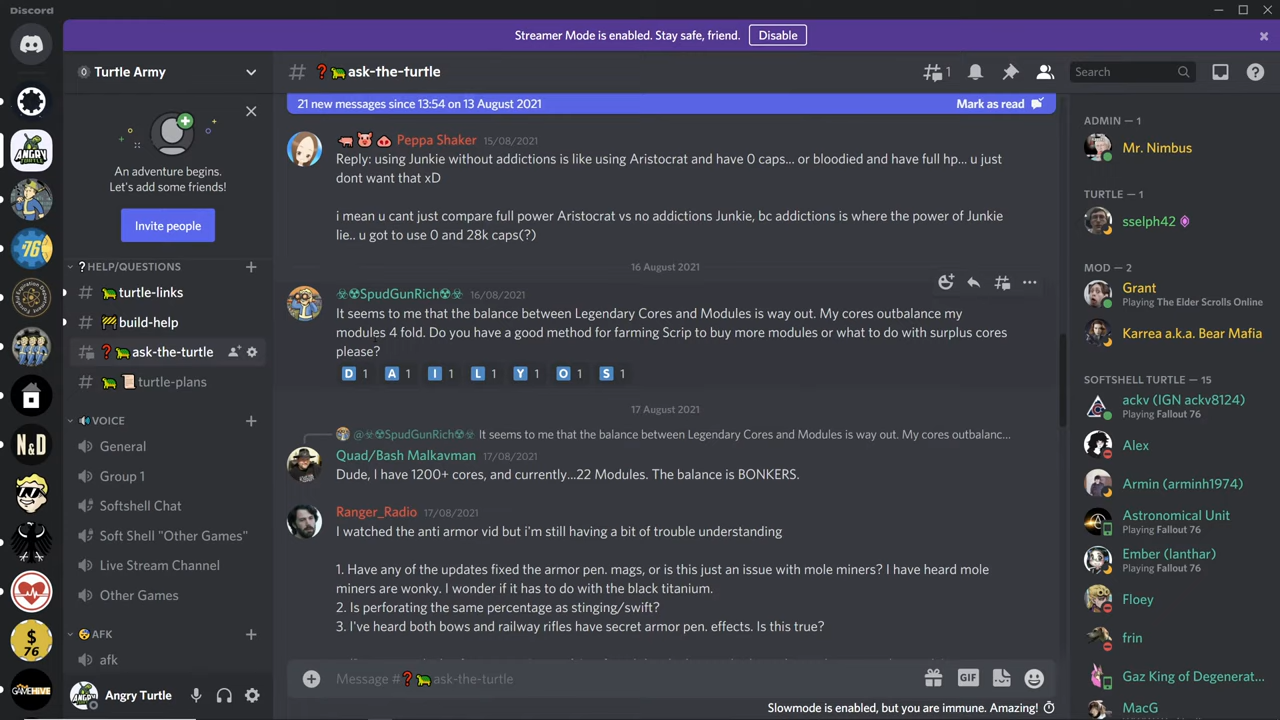 Discord
Streamer Mode is enabled. Stay safe, friend.
Disable
Turtle Army
ask-the-turtle
1
Search
An adventure begins.
Let's add some friends!
Invite people
HELP/QUESTIONS
turtle-links
build-help
ask-the-turtle
turtle-plans
VOICE
General
Group 1
Softshell Chat
Soft Shell "Other Games"
Live Stream Channel
Other Games
AFK
afk
Angry Turtle
21 new messages since 13:54 on 13 August 2021
Mark as read
Peppa Shaker 15/08/2021
Reply: using Junkie without addictions is like using Aristocrat and have 0 caps... or bloodied and have full hp... u just
dont want that xD
i mean u cant just compare full power Aristocrat vs no addictions Junkie, bc addictions is where the power of Junkie
lie.. u got to use 0 and 28k caps(?)
16 August 2021
☣☢SpudGunRich☢☣ 16/08/2021
It seems to me that the balance between Legendary Cores and Modules is way out. My cores outbalance my
modules 4 fold. Do you have a good method for farming Scrip to buy more modules or what to do with surplus cores
please?
D 1 A 1 I 1 L 1 Y 1 O 1 S 1
17 August 2021
@☣☢SpudGunRich☢☣ It seems to me that the balance between Legendary Cores and Modules is way out. My cores outbalanc...
Quad/Bash Malkavman 17/08/2021
Dude, I have 1200+ cores, and currently...22 Modules. The balance is BONKERS.
Ranger_Radio 17/08/2021
I watched the anti armor vid but i'm still having a bit of trouble understanding
1. Have any of the updates fixed the armor pen. mags, or is this just an issue with mole miners? I have heard mole
miners are wonky. I wonder if it has to do with the black titanium.
2. Is perforating the same percentage as stinging/swift?
3. I've heard both bows and railway rifles have secret armor pen. effects. Is this true?
Message #❓🐢ask-the-turtle
GIF
Slowmode is enabled, but you are immune. Amazing!
ADMIN — 1
Mr. Nimbus
TURTLE — 1
sselph42
MOD — 2
Grant
Playing The Elder Scrolls Online
Karrea a.k.a. Bear Mafia
SOFTSHELL TURTLE — 15
ackv (IGN ackv8124)
Playing Fallout 76
Alex
Armin (arminh1974)
Astronomical Unit
Playing Fallout 76
Ember (lanthar)
Playing Fallout 76
Floey
frin
Gaz King of Degenerat...
MacG
ANGRY
TURTLE
76
N&D
$
76
GAMEHIVE